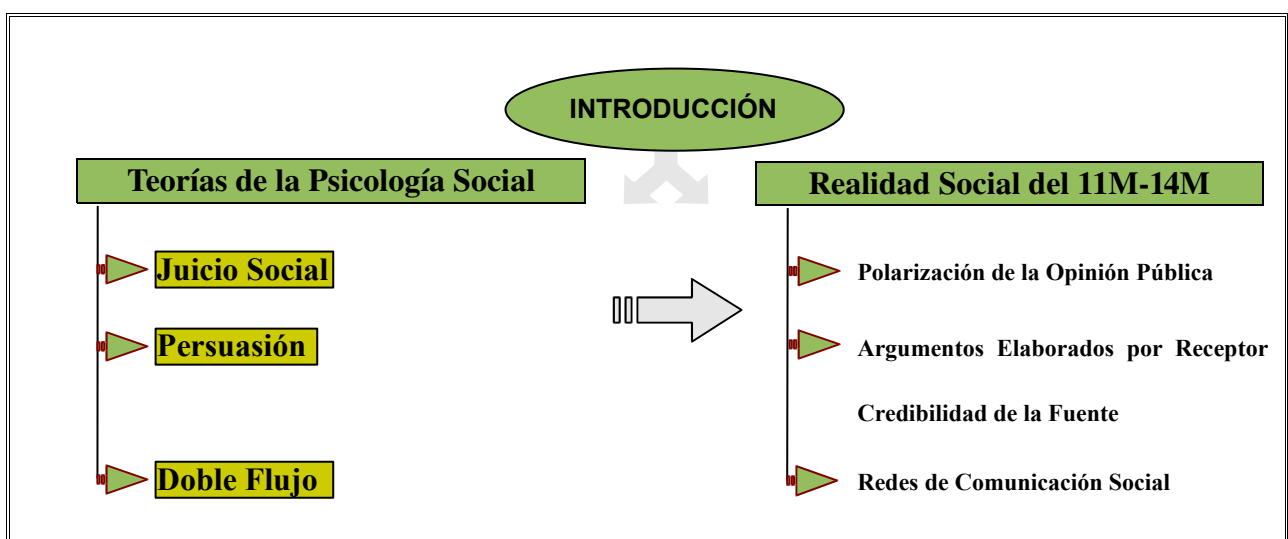 INTRODUCCIÓN
Teorías de la Psicología Social
Juicio Social
Persuasión
Doble Flujo
Realidad Social del 11M-14M
Polarización de la Opinión Pública
Argumentos Elaborados por Receptor
Credibilidad de la Fuente
Redes de Comunicación Social